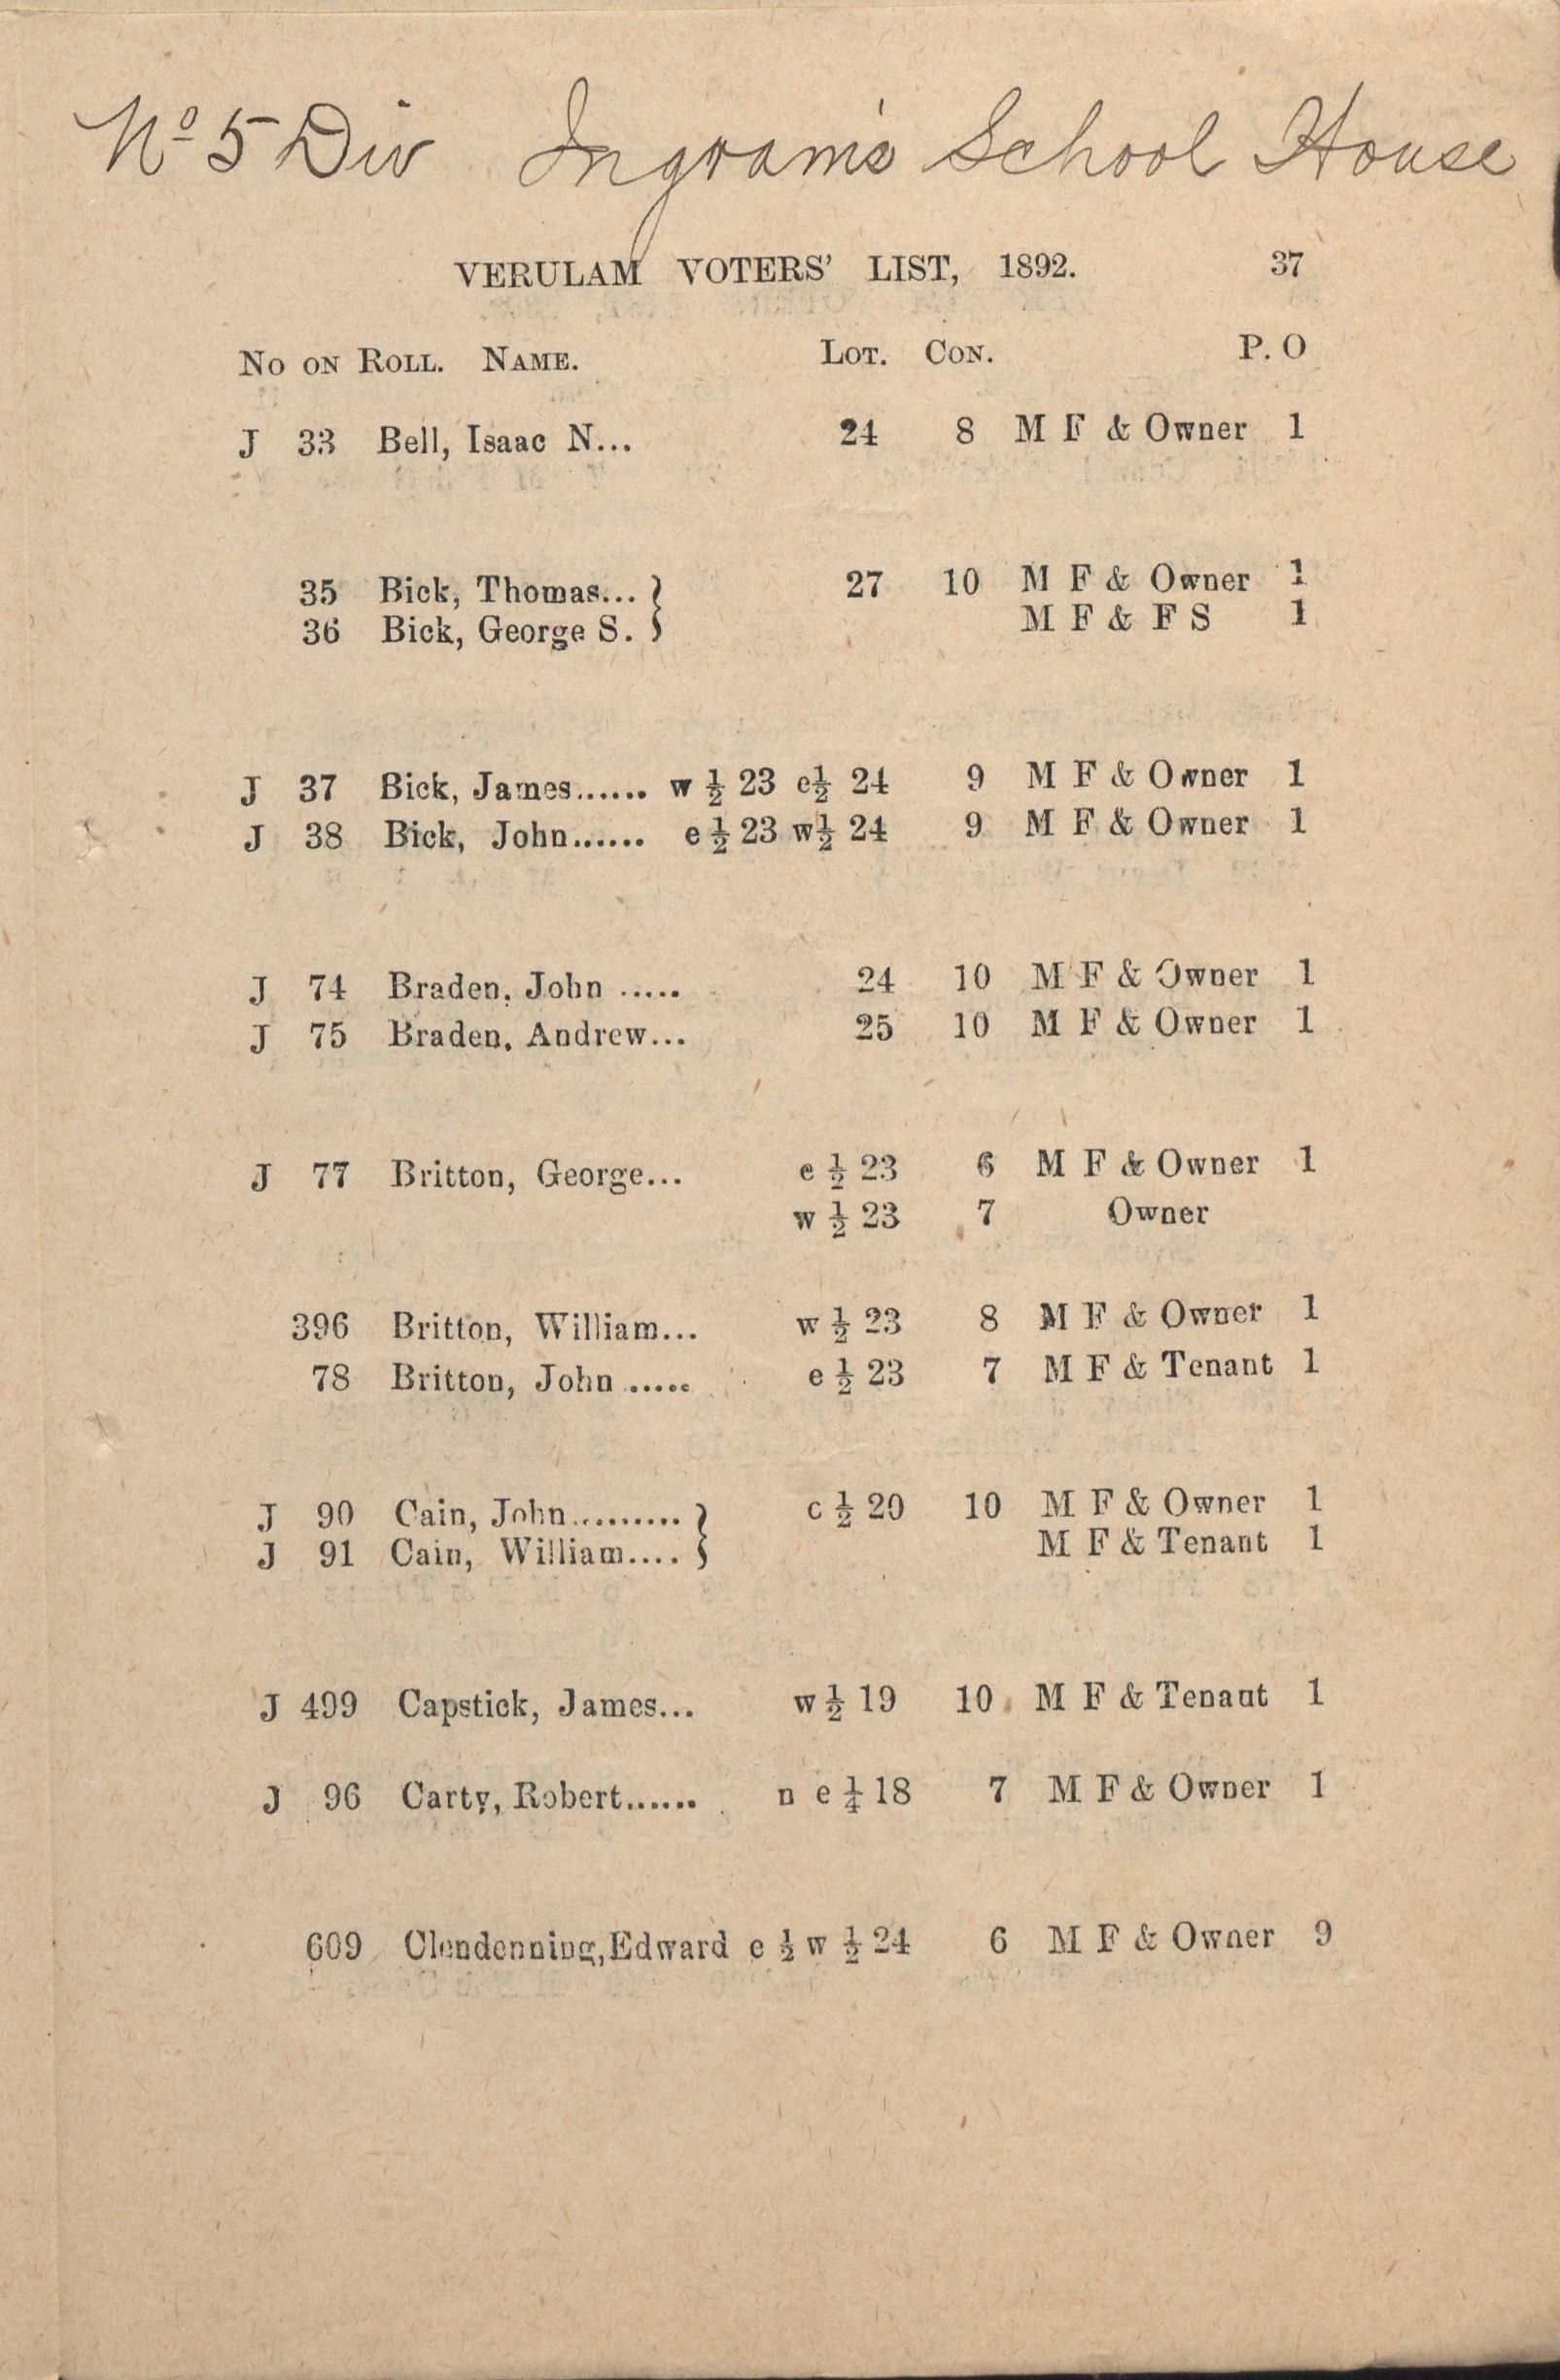 No 5 Div Ingram's School House
VERULAM VOTERS' LIST, 1892. 37
No on Roll. Name. Lot. Con. P. O
J 33 Bell, Isaac N... 24 8 M F & Owner 1
35 Bick, Thomas... } 27 10 M F & Owner 1
36 Bick, George S. } M F & F S 1
J 37 Bick, James...... w ½ 23 e½ 24 9 M F & Owner 1
J 38 Bick, John...... e ½ 23 w½ 24 9 M F & Owner 1
J 74 Braden, John ..... 24 10 M F & Owner 1
J 75 Braden, Andrew... 25 10 M F & Owner 1
J 77 Britton, George... e ½ 23 6 M F & Owner 1
w ½ 23 7 Owner
396 Britton, William... w ½ 23 8 M F & Owner 1
78 Britton, John ..... e ½ 23 7 M F & Tenant 1
J 90 Cain, John......... } e ½ 20 10 M F & Owner 1
J 91 Cain, William.... } M F & Tenant 1
J 499 Capstick, James... w ½ 19 10 M F & Tenant 1
J 96 Carty, Robert...... n e ¼ 18 7 M F & Owner 1
609 Clendenning, Edward e ½ w ½ 24 6 M F & Owner 9